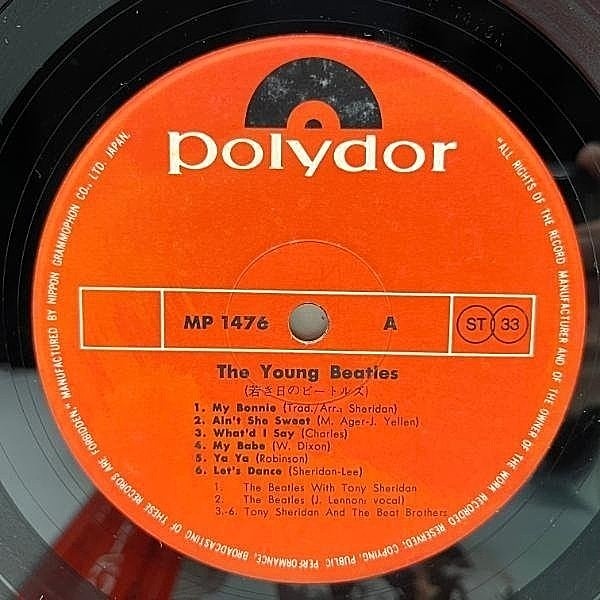 polydor
MP 1476
A
ST 33
The Young Beatles
(若き日のビートルズ)
1. My Bonnie (Trad./Arr.: Sheridan)
2. Ain't She Sweet (M. Ager-J. Yellen)
3. What'd I Say (Charles)
4. My Babe (W. Dixon)
5. Ya Ya (Robinson)
6. Let's Dance (Sheridan-Lee)
1. The Beatles With Tony Sheridan
2. The Beatles (J. Lennon: vocal)
3.-6. Tony Sheridan And The Beat Brothers
"ALL RIGHTS OF THE RECORD MANUFACTURER AND OF THE OWNER OF THE WORK RECORDED RESERVED, COPYING, PUBLIC PERFORMANCE, BROADCASTING OF THESE RECORDS ARE FORBIDDEN." MANUFACTURED BY NIPPON GRAMMOPHON CO., LTD. JAPAN.